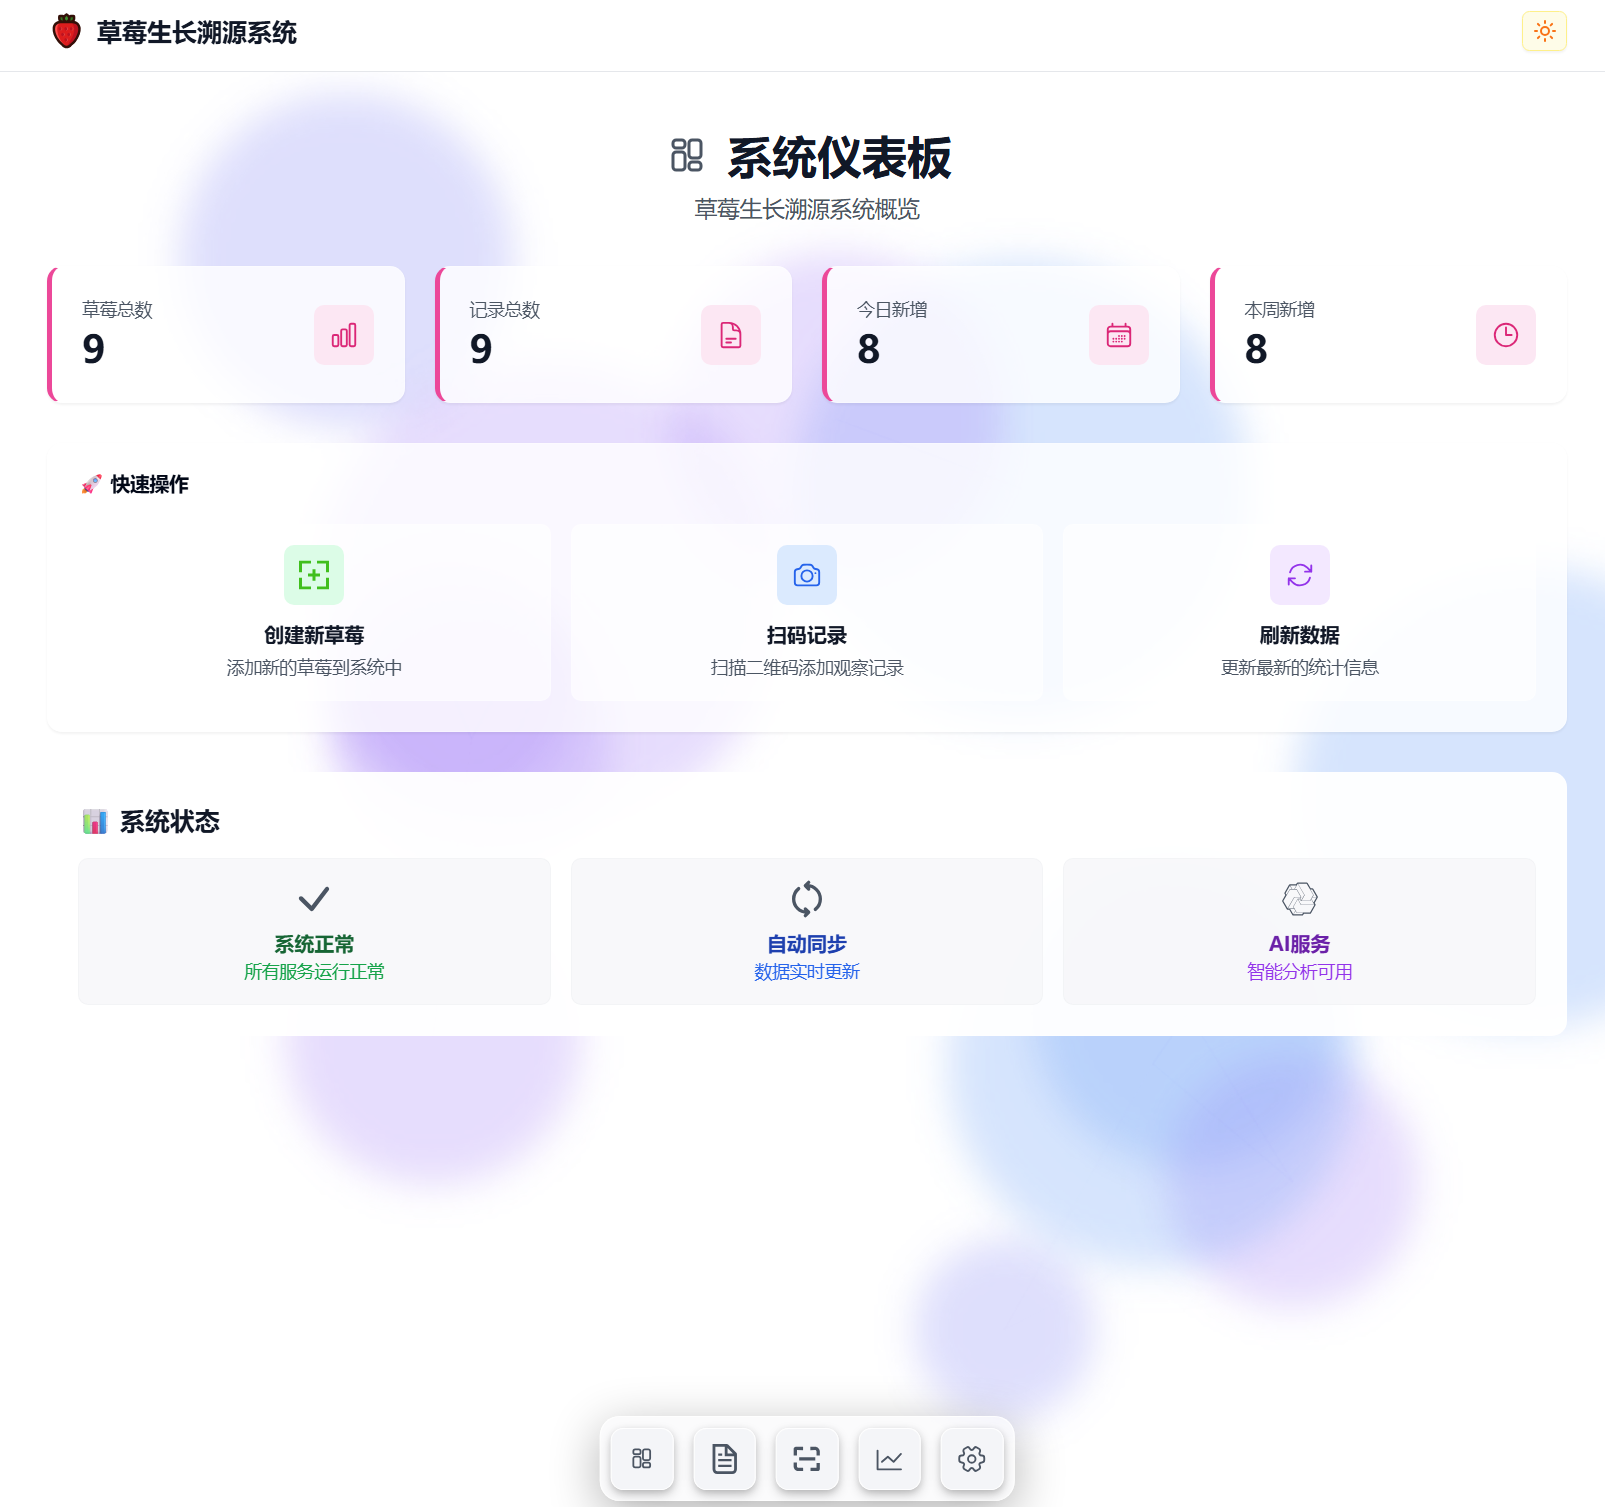 草莓生长溯源系统
系统仪表板
草莓生长溯源系统概览
草莓总数
9
记录总数
9
今日新增
8
本周新增
8
快速操作
创建新草莓
添加新的草莓到系统中
扫码记录
扫描二维码添加观察记录
刷新数据
更新最新的统计信息
系统状态
系统正常
所有服务运行正常
自动同步
数据实时更新
AI服务
智能分析可用